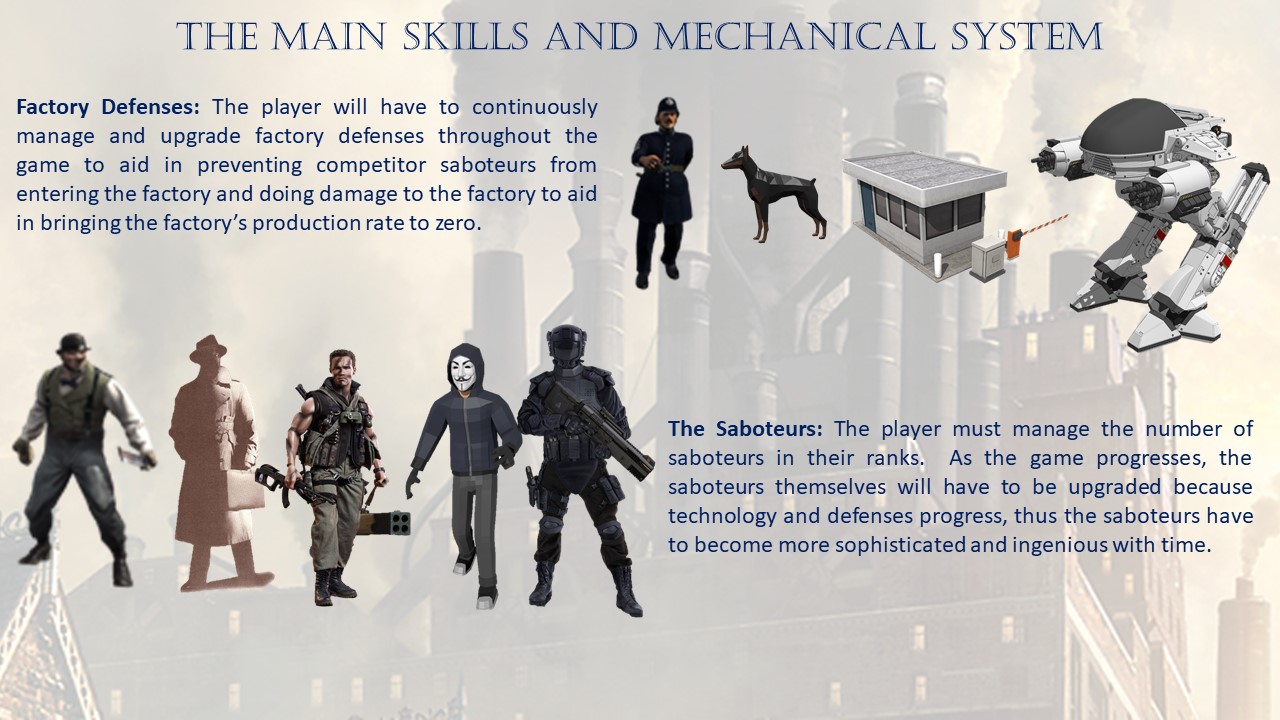 THE MAIN SKILLS AND MECHANICAL SYSTEM
Factory Defenses: The player will have to continuously
manage and upgrade factory defenses throughout the
game to aid in preventing competitor saboteurs from
entering the factory and doing damage to the factory to aid
in bringing the factory’s production rate to zero.
The Saboteurs: The player must manage the number of
saboteurs in their ranks.  As the game progresses, the
saboteurs themselves will have to be upgraded because
technology and defenses progress, thus the saboteurs have
to become more sophisticated and ingenious with time.